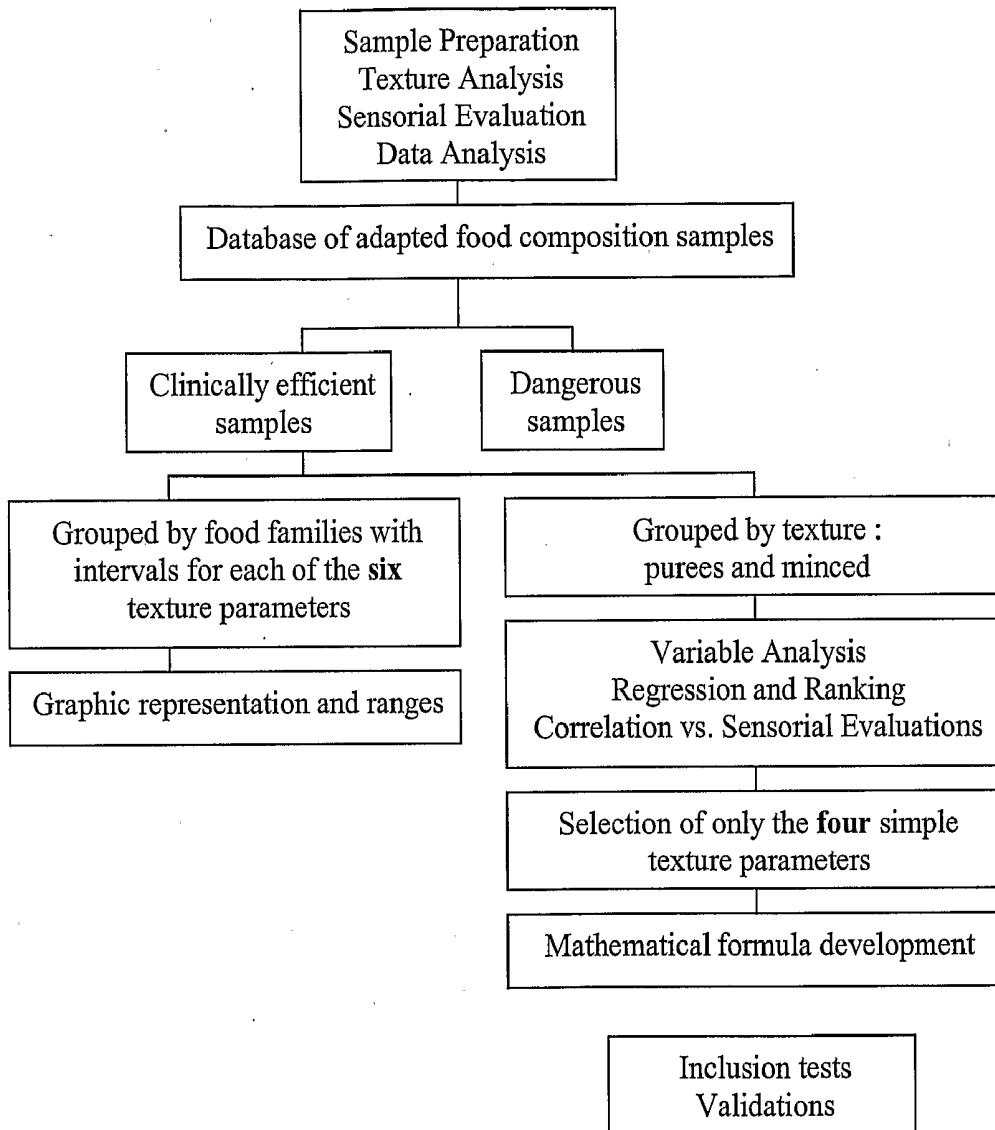 Sample Preparation
Texture Analysis
Sensorial Evaluation
Data Analysis
Database of adapted food composition samples
Clinically efficient
samples
Dangerous
samples
Grouped by food families with
intervals for each of the six
texture parameters
Graphic representation and ranges
Grouped by texture :
purees and minced
Variable Analysis
Regression and Ranking
Correlation vs. Sensorial Evaluations
Selection of only the four simple
texture parameters
Mathematical formula development
Inclusion tests
Validations